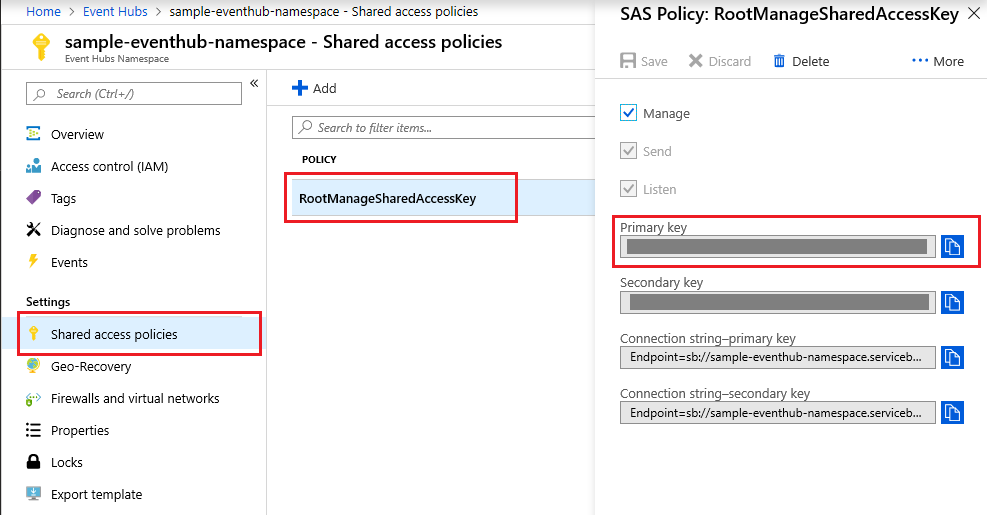 Home > Event Hubs > sample-eventhub-namespace - Shared access policies
sample-eventhub-namespace - Shared access policies
Event Hubs Namespace
Search (Ctrl+/)
«
Overview
Access control (IAM)
Tags
Diagnose and solve problems
Events
Settings
Shared access policies
Geo-Recovery
Firewalls and virtual networks
Properties
Locks
Export template
+ Add
Search to filter items...
POLICY
RootManageSharedAccessKey
SAS Policy: RootManageSharedAccessKey
Save Discard Delete ••• More
Manage
Send
Listen
Primary key
Secondary key
Connection string–primary key
Endpoint=sb://sample-eventhub-namespace.serviceb...
Connection string–secondary key
Endpoint=sb://sample-eventhub-namespace.serviceb...